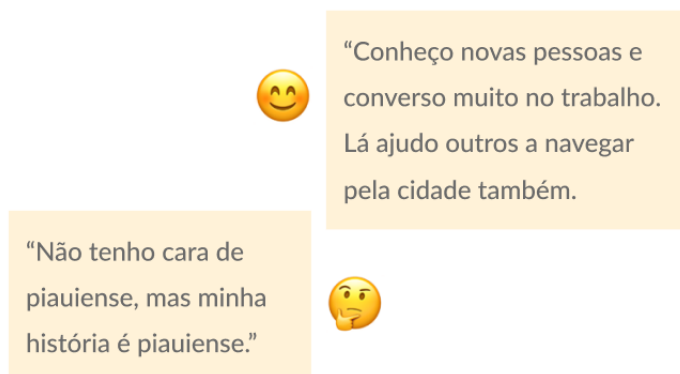 “Conheço novas pessoas e
converso muito no trabalho.
Lá ajudo outros a navegar
pela cidade também.
“Não tenho cara de
piauiense, mas minha
história é piauiense.”